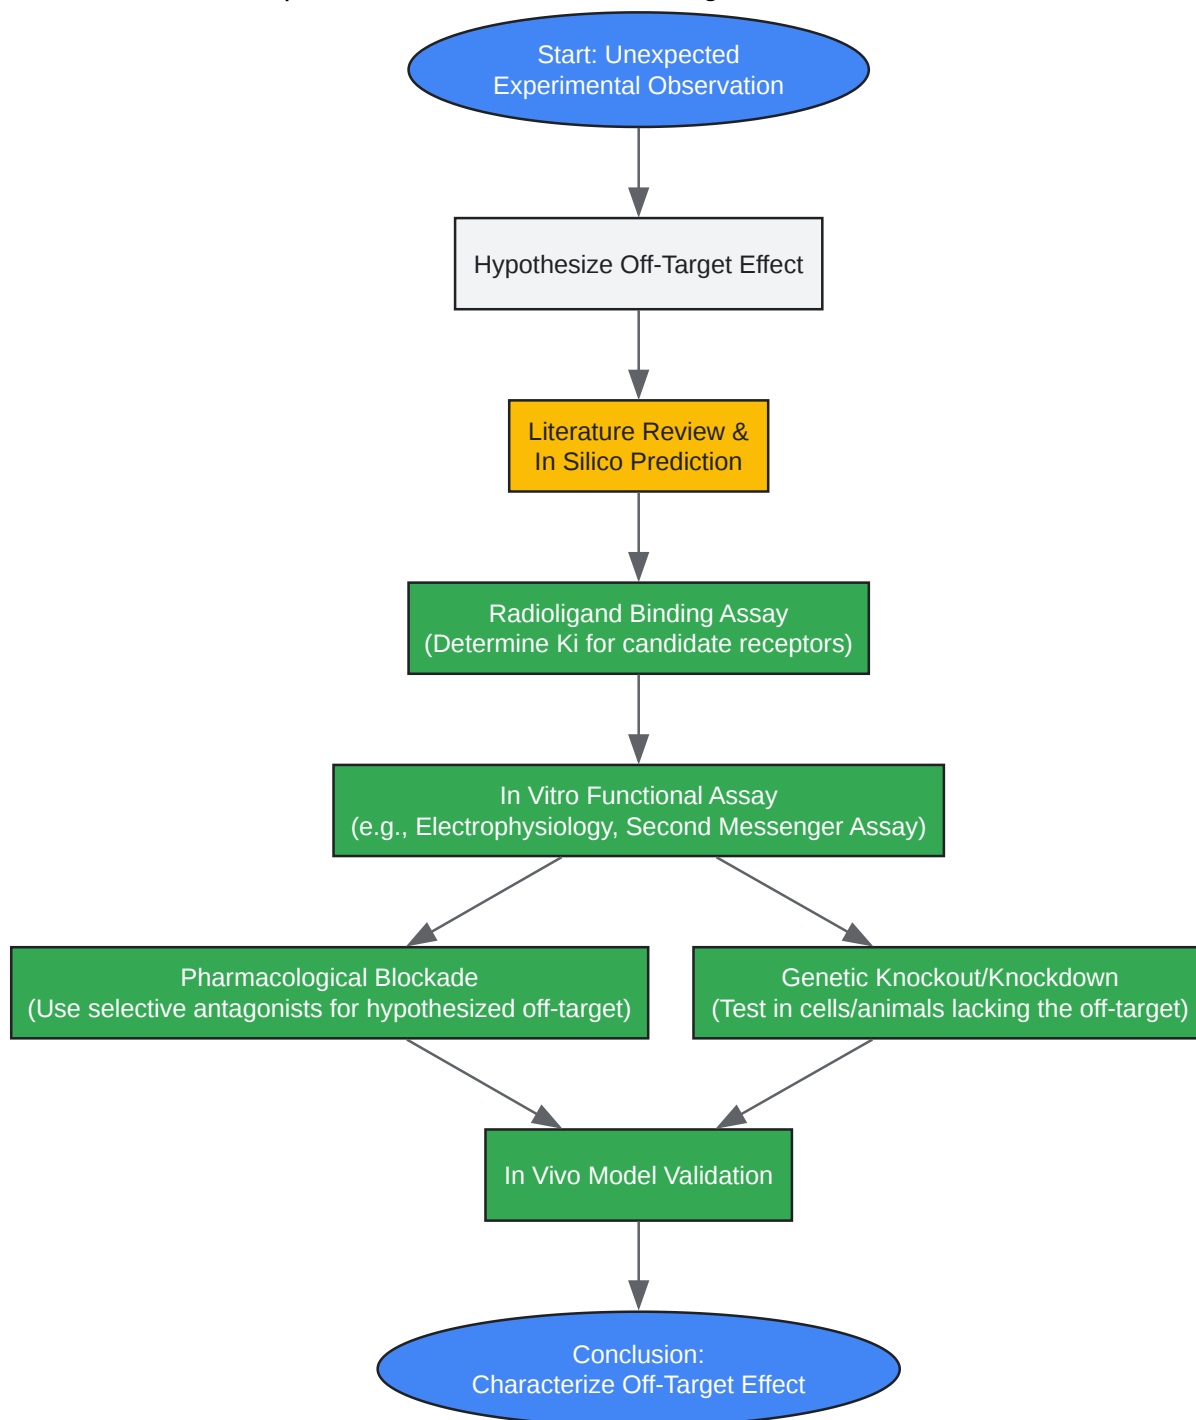 Start: Unexpected
Experimental Observation
Hypothesize Off-Target Effect
Literature Review &
In Silico Prediction
Radioligand Binding Assay
(Determine Ki for candidate receptors)
In Vitro Functional Assay
(e.g., Electrophysiology, Second Messenger Assay)
Pharmacological Blockade
(Use selective antagonists for hypothesized off-target)
Genetic Knockout/Knockdown
(Test in cells/animals lacking the off-target)
In Vivo Model Validation
Conclusion:
Characterize Off-Target Effect